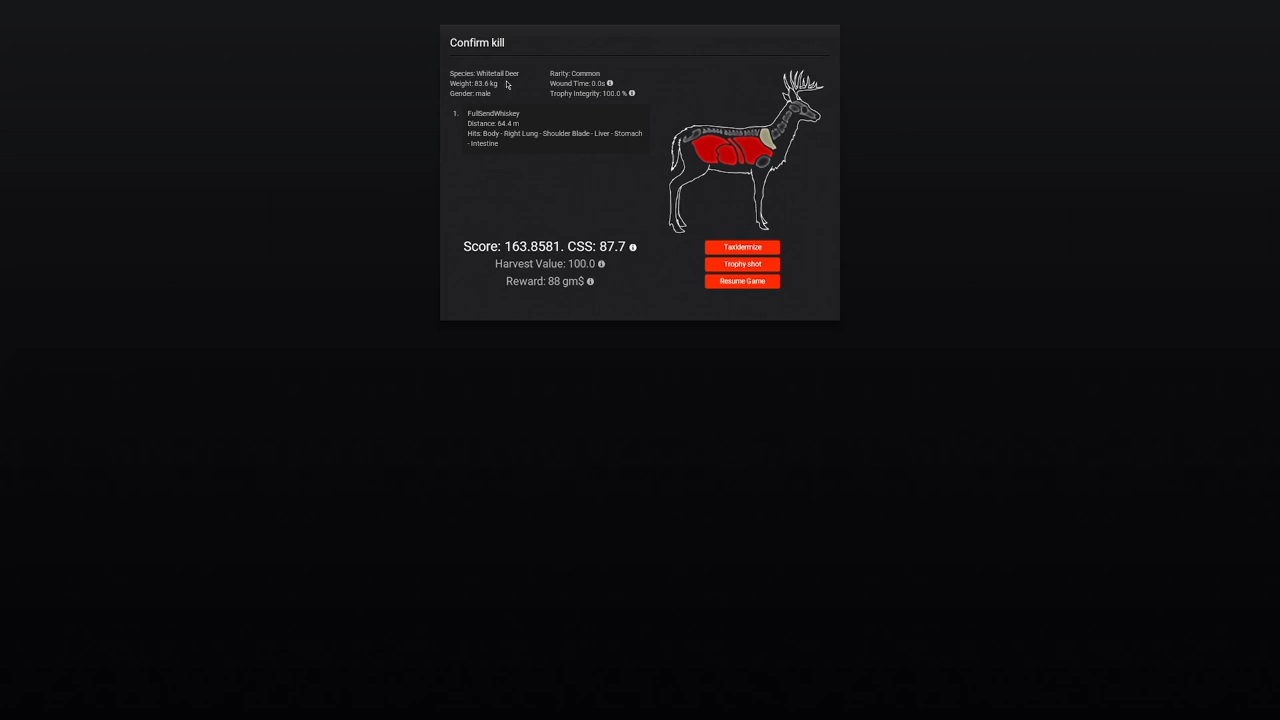 Confirm kill
Species: Whitetail Deer
Weight: 83.6 kg
Gender: male
Rarity: Common
Wound Time: 0.0s
Trophy Integrity: 100.0 %
1. FullSendWhiskey
Distance: 64.4 m
Hits: Body - Right Lung - Shoulder Blade - Liver - Stomach
- Intestine
Score: 163.8581. CSS: 87.7
Harvest Value: 100.0
Reward: 88 gm$
Taxidermize
Trophy shot
Resume Game